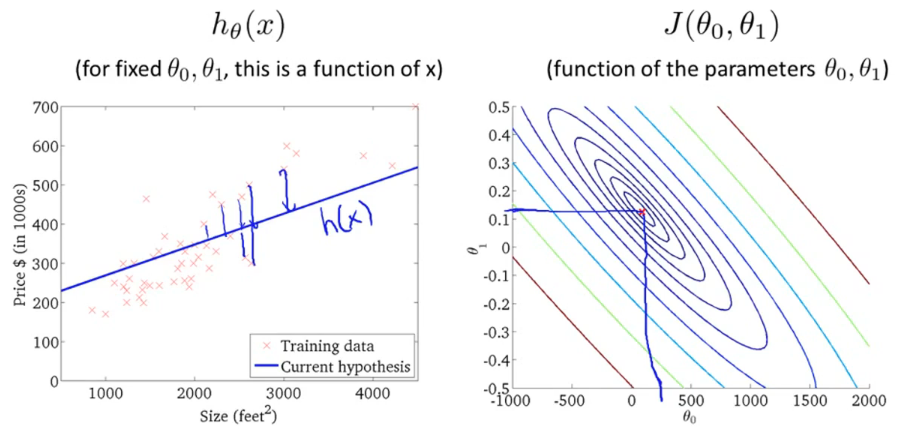 hθ(x)
(for fixed θ0, θ1, this is a function of x)
700
600
500
400
300
200
100
0
Price $ (in 1000s)
1000 2000 3000 4000
Size (feet²)
h(x)
Training data
Current hypothesis
J(θ0, θ1)
(function of the parameters θ0, θ1)
0.5
0.4
0.3
0.2
0.1
0
-0.1
-0.2
-0.3
-0.4
-0.5
θ1
-1000 -500 0 500 1000 1500 2000
θ0